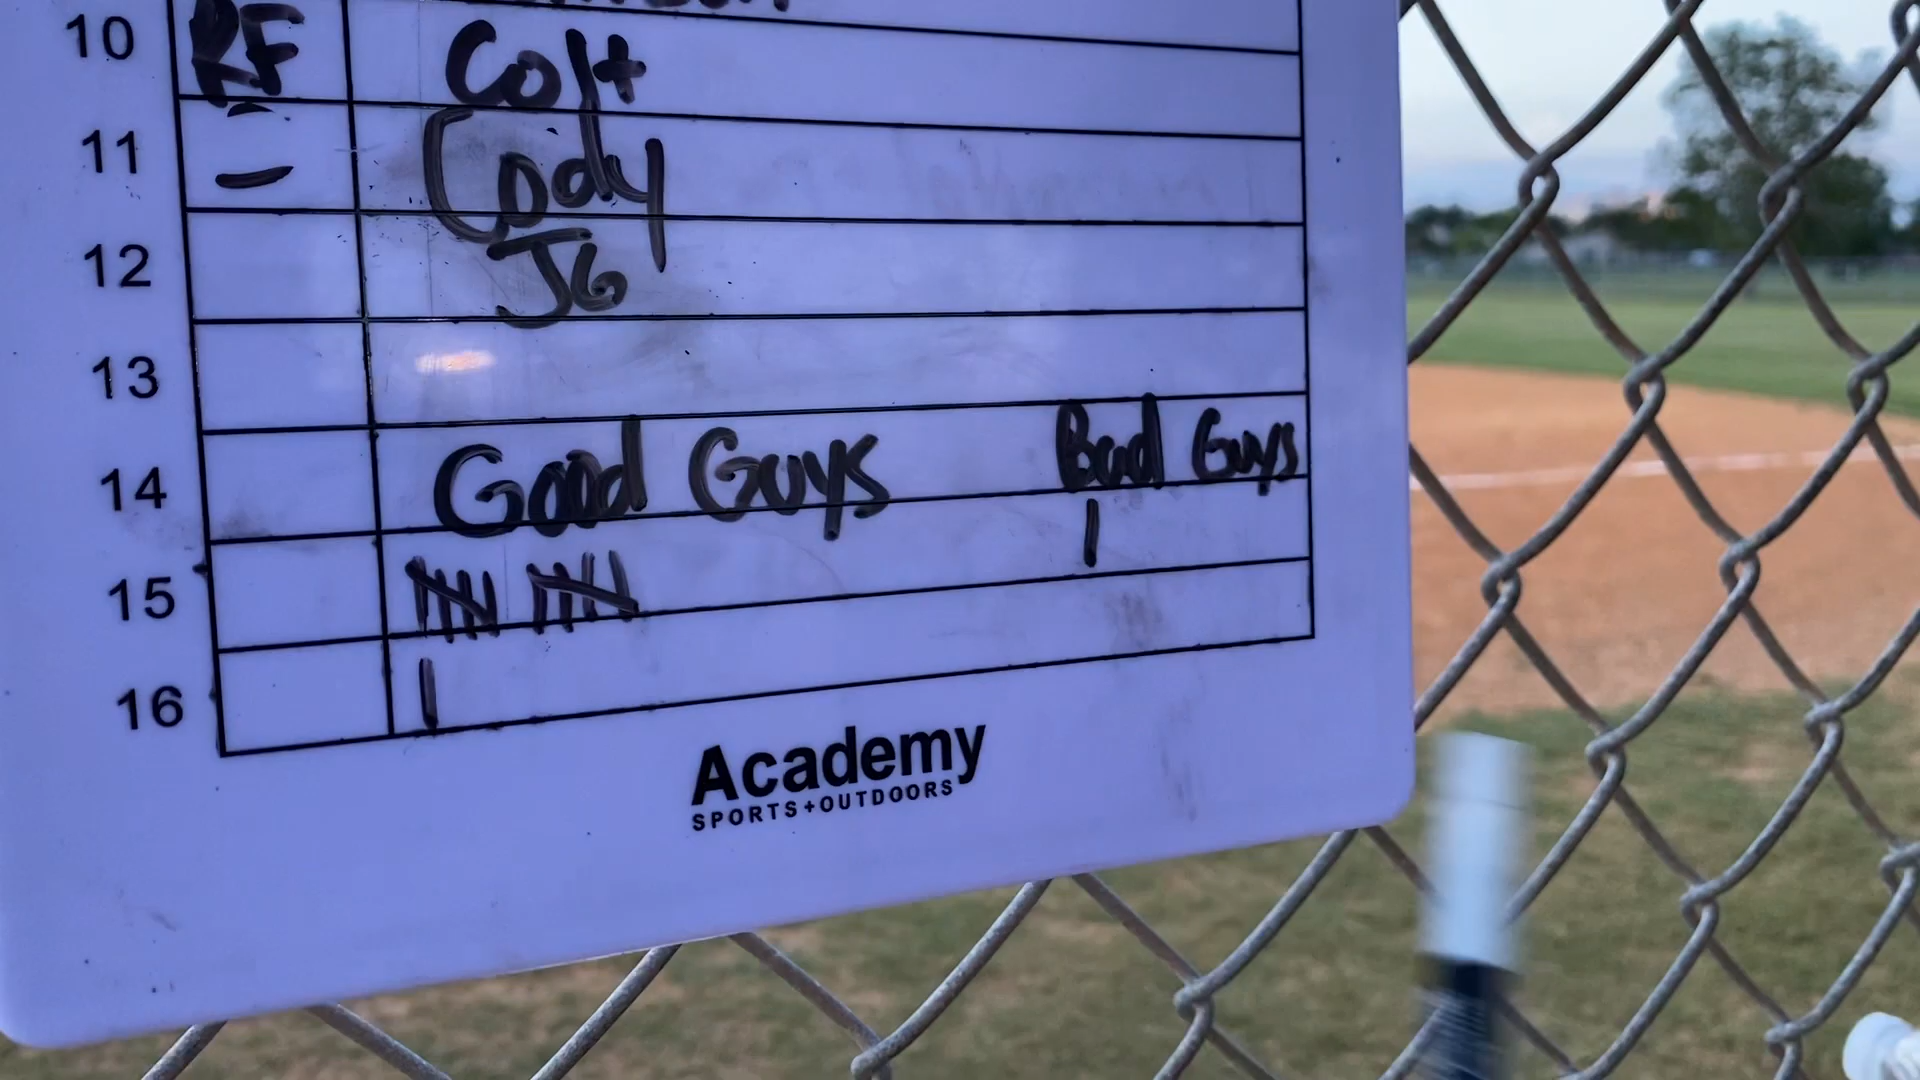 10 RF Colt
11 - Cody
12 JG
13
14 Good Guys Bad Guys
15 |
16 |
Academy
SPORTS+OUTDOORS